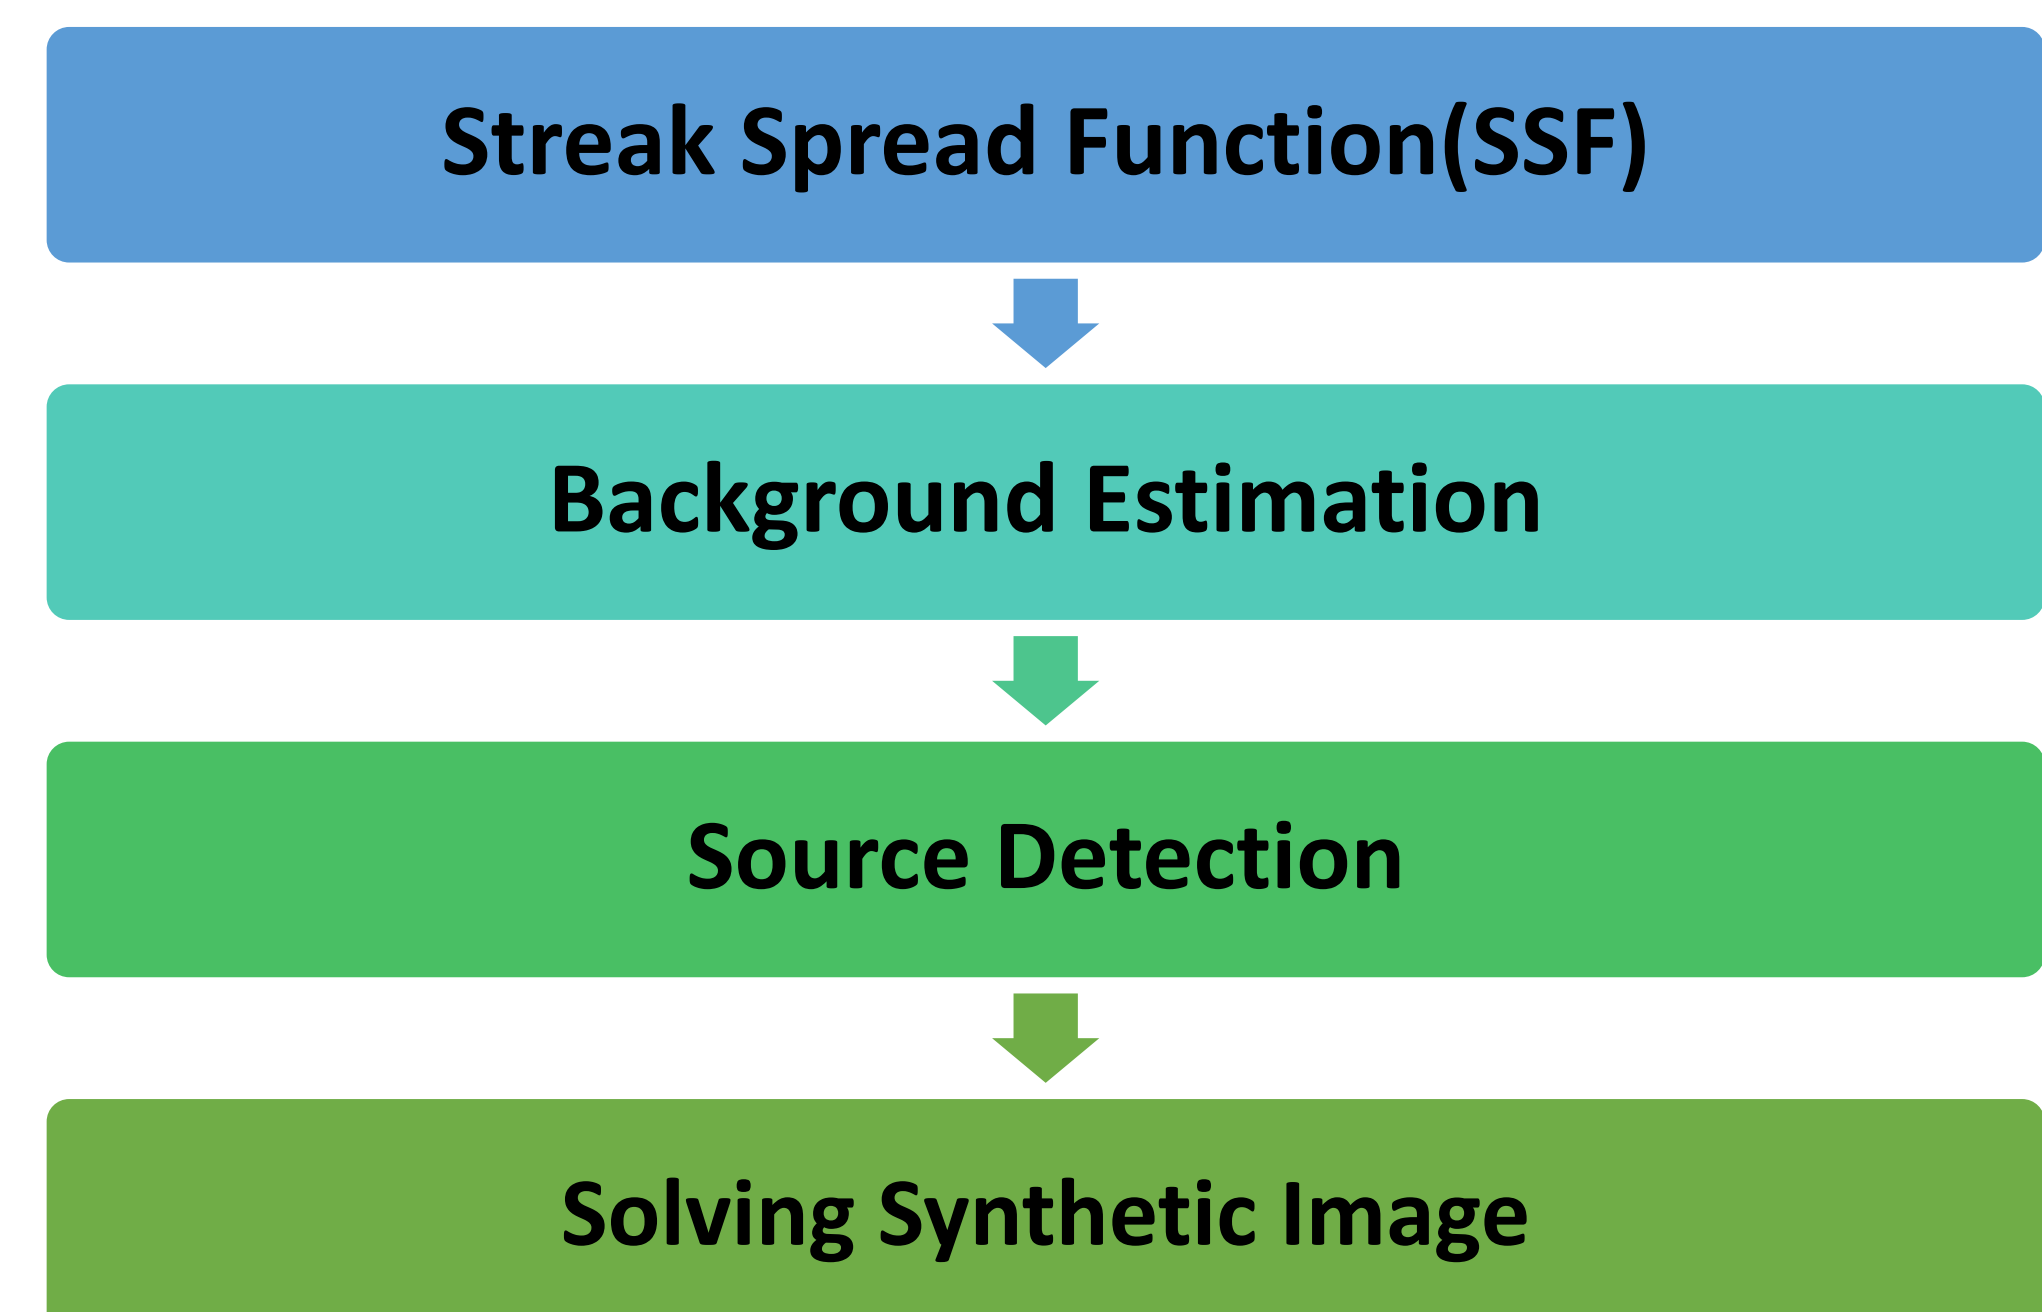 Streak Spread Function(SSF)
Background Estimation
Source Detection
Solving Synthetic Image